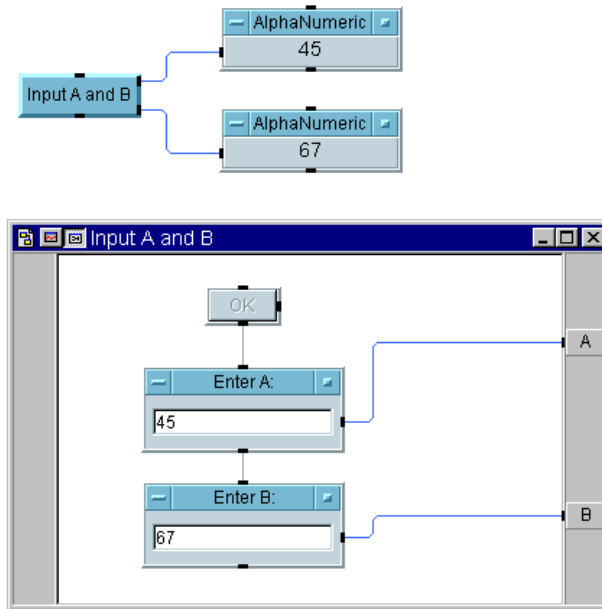 AlphaNumeric
45
Input A and B
AlphaNumeric
67
Input A and B
OK
A
Enter A:
45
Enter B:
B
67